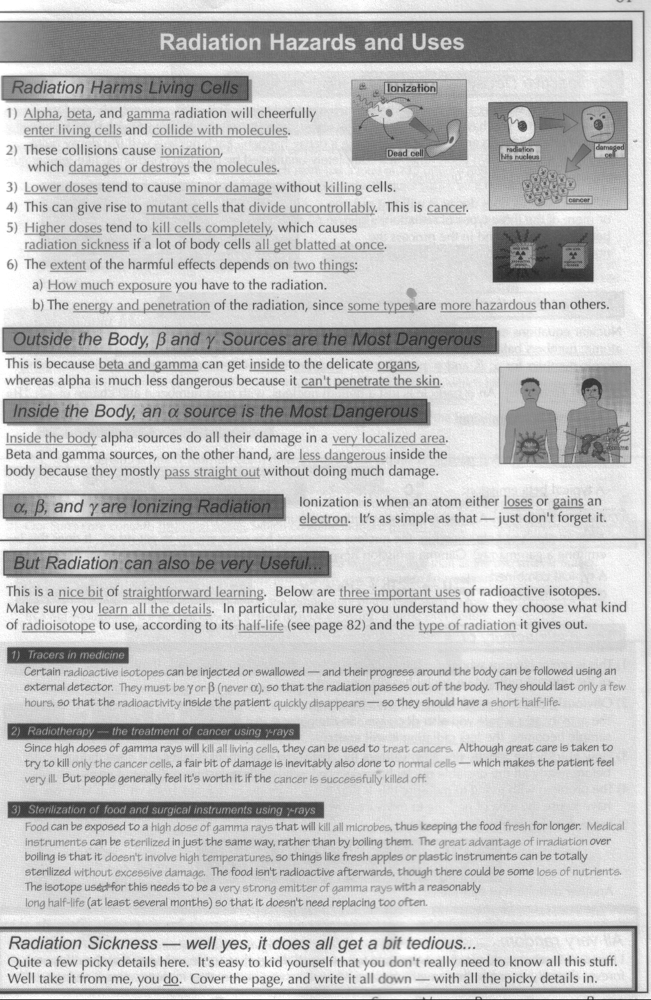 Radiation Hazards and Uses
Radiation Harms Living Cells
1) Alpha, beta, and gamma radiation will cheerfully
enter living cells and collide with molecules.
2) These collisions cause ionization,
which damages or destroys the molecules.
3) Lower doses tend to cause minor damage without killing cells.
4) This can give rise to mutant cells that divide uncontrollably. This is cancer.
5) Higher doses tend to kill cells completely, which causes
radiation sickness if a lot of body cells all get blatted at once.
6) The extent of the harmful effects depends on two things:
a) How much exposure you have to the radiation.
b) The energy and penetration of the radiation, since some types are more hazardous than others.
Ionization
Dead cell
radiation
hits nucleus
damaged
cell
cancer
HIGH LEVEL
RADIOACTIVE
SOURCE
LOW LEVEL
RADIOACTIVE
SOURCE
Outside the Body, β and γ Sources are the Most Dangerous
This is because beta and gamma can get inside to the delicate organs,
whereas alpha is much less dangerous because it can't penetrate the skin.
Inside the Body, an α source is the Most Dangerous
Inside the body alpha sources do all their damage in a very localized area.
Beta and gamma sources, on the other hand, are less dangerous inside the
body because they mostly pass straight out without doing much damage.
Alpha
Source
α, β, and γ are Ionizing Radiation
Ionization is when an atom either loses or gains an
electron. It's as simple as that — just don't forget it.
But Radiation can also be very Useful...
This is a nice bit of straightforward learning. Below are three important uses of radioactive isotopes.
Make sure you learn all the details. In particular, make sure you understand how they choose what kind
of radioisotope to use, according to its half-life (see page 82) and the type of radiation it gives out.
1) Tracers in medicine
Certain radioactive isotopes can be injected or swallowed — and their progress around the body can be followed using an
external detector. They must be γ or β (never α), so that the radiation passes out of the body. They should last only a few
hours, so that the radioactivity inside the patient quickly disappears — so they should have a short half-life.
2) Radiotherapy — the treatment of cancer using γ-rays
Since high doses of gamma rays will kill all living cells, they can be used to treat cancers. Although great care is taken to
try to kill only the cancer cells, a fair bit of damage is inevitably also done to normal cells — which makes the patient feel
very ill. But people generally feel it's worth it if the cancer is successfully killed off.
3) Sterilization of food and surgical instruments using γ-rays
Food can be exposed to a high dose of gamma rays that will kill all microbes, thus keeping the food fresh for longer. Medical
instruments can be sterilized in just the same way, rather than by boiling them. The great advantage of irradiation over
boiling is that it doesn't involve high temperatures, so things like fresh apples or plastic instruments can be totally
sterilized without excessive damage. The food isn't radioactive afterwards, though there could be some loss of nutrients.
The isotope used for this needs to be a very strong emitter of gamma rays with a reasonably
long half-life (at least several months) so that it doesn't need replacing too often.
Radiation Sickness — well yes, it does all get a bit tedious...
Quite a few picky details here. It's easy to kid yourself that you don't really need to know all this stuff.
Well take it from me, you do. Cover the page, and write it all down — with all the picky details in.